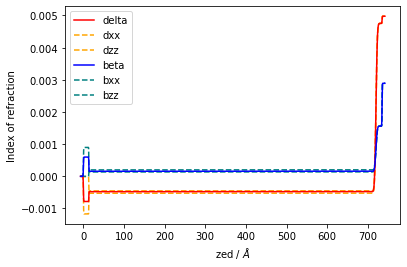 delta
dxx
dzz
beta
bxx
bzz
Index of refraction
0.005
0.004
0.003
0.002
0.001
0.000
−0.001
0 100 200 300 400 500 600 700
zed / Å